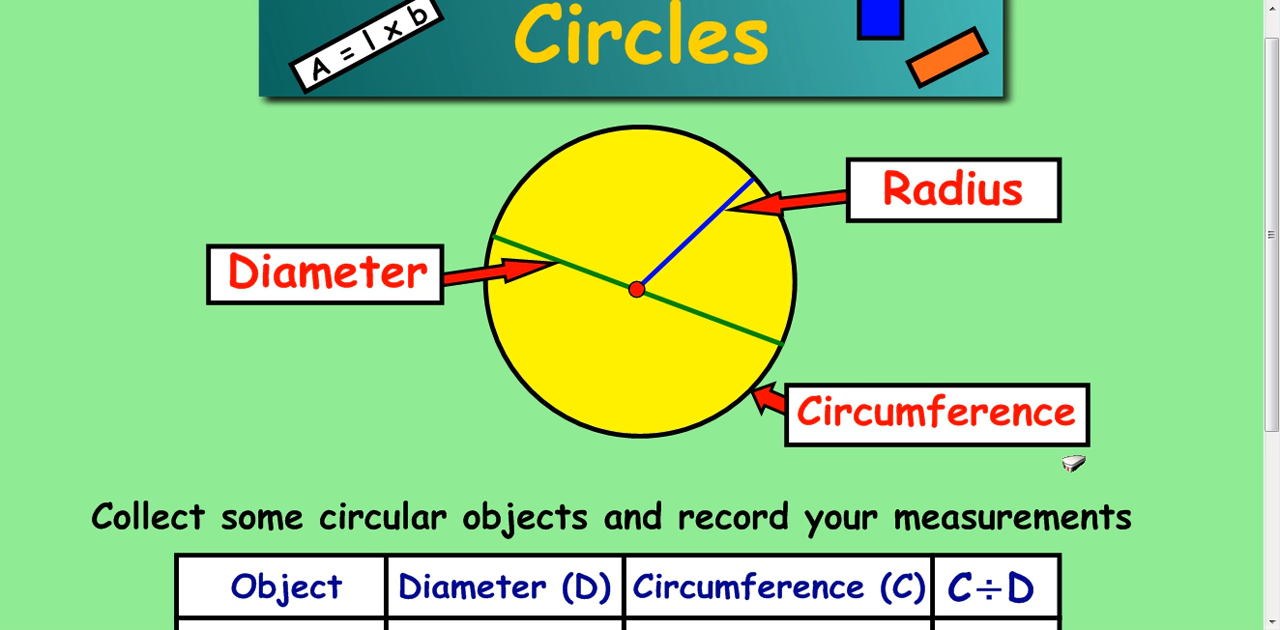 A = l x b
Circles
Radius
Diameter
Circumference
Collect some circular objects and record your measurements
Object Diameter (D) Circumference (C) C÷D